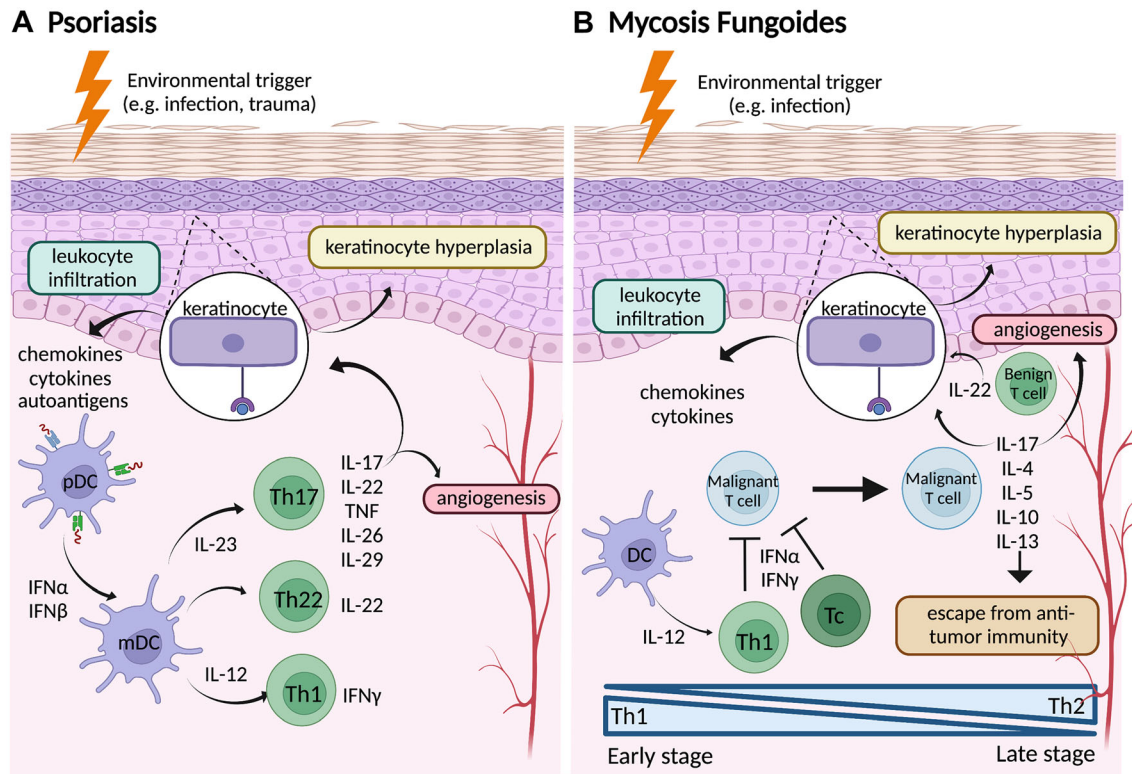 A Psoriasis
Environmental trigger
(e.g. infection, trauma)
leukocyte
infiltration
keratinocyte hyperplasia
keratinocyte
chemokines
cytokines
autoantigens
pDC
IFNα
IFNβ
mDC
IL-23
IL-12
Th17
IL-17
IL-22
TNF
IL-26
IL-29
angiogenesis
Th22
IL-22
Th1
IFNγ
B Mycosis Fungoides
Environmental trigger
(e.g. infection)
keratinocyte hyperplasia
leukocyte
infiltration
keratinocyte
angiogenesis
chemokines
cytokines
IL-22
Benign
T cell
Malignant
T cell
Malignant
T cell
IL-17
IL-4
IL-5
IL-10
IL-13
DC
IFNα
IFNγ
IL-12
Th1
Tc
escape from anti-
tumor immunity
Th1
Th2
Early stage
Late stage